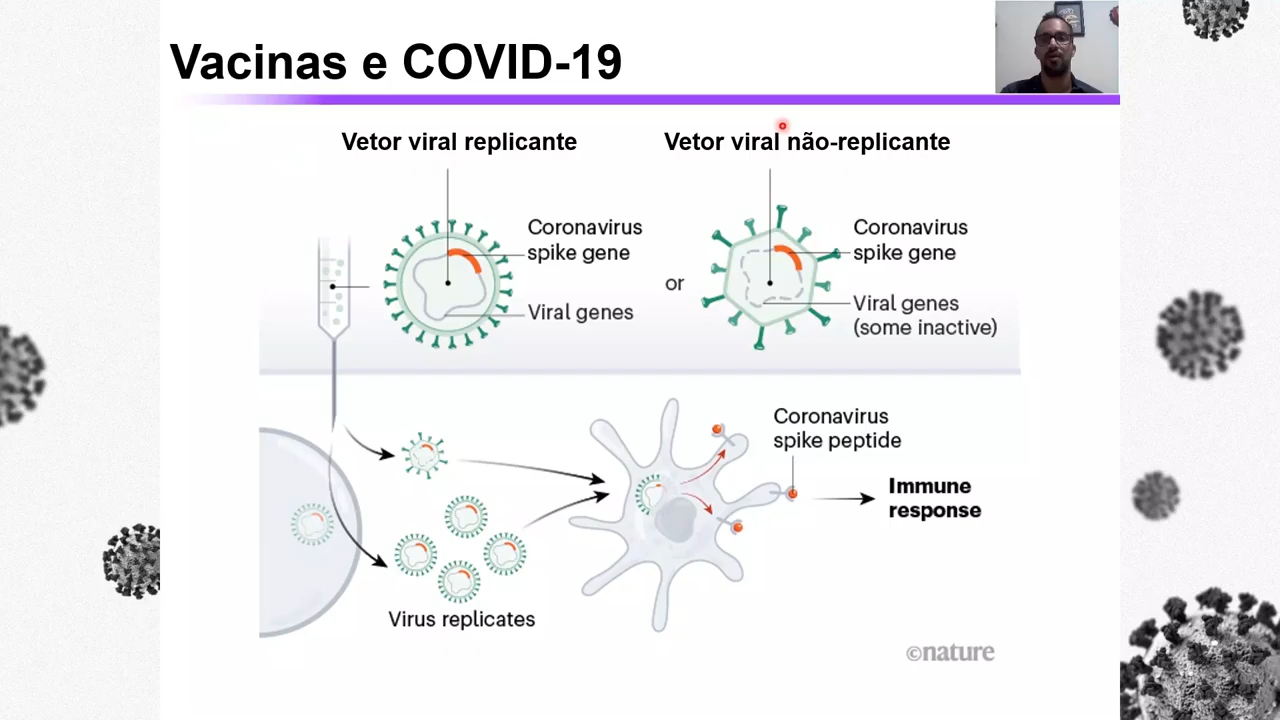 Vacinas e COVID-19
Vetor viral replicante
Vetor viral não-replicante
Coronavirus
spike gene
Viral genes
or
Coronavirus
spike gene
Viral genes
(some inactive)
Coronavirus
spike peptide
Immune
response
Virus replicates
©nature